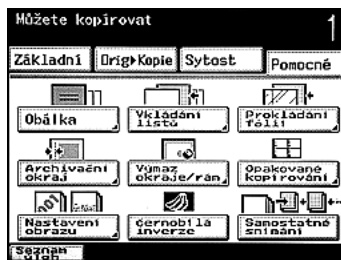 Můžete kopírovat 1
Základní Orig▸Kopie Sytost Pomocné
Obálka Vkládání listů Prokládání fólií
Archivační okraj Výmaz okraje/rám. Opakované kopírování
Nastavení obrazu Černobílá inverze Samostatné snímání
Seznam úloh